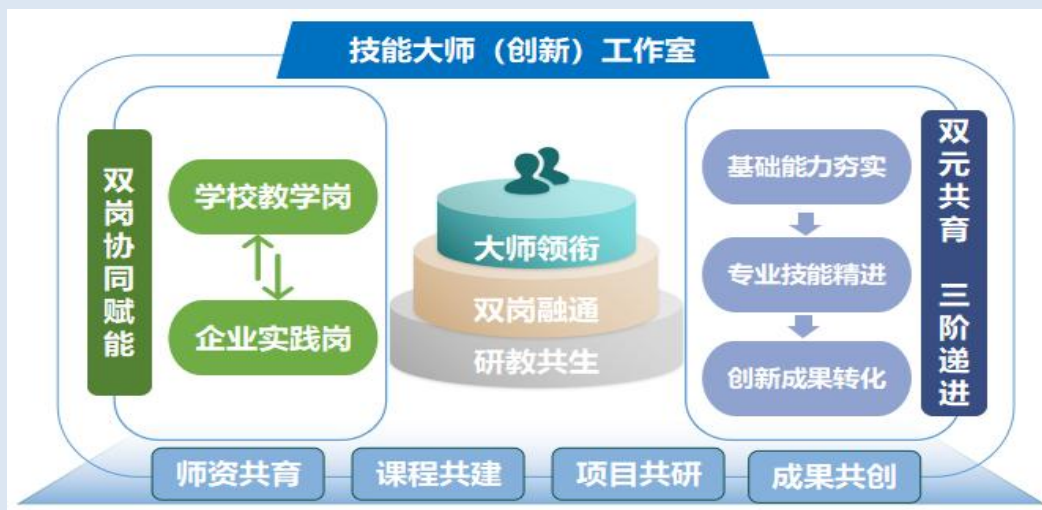 技能大师（创新）工作室
双岗协同赋能
学校教学岗
企业实践岗
大师领衔
双岗融通
研教共生
基础能力夯实
专业技能精进
创新成果转化
双元共育 三阶递进
师资共育
课程共建
项目共研
成果共创